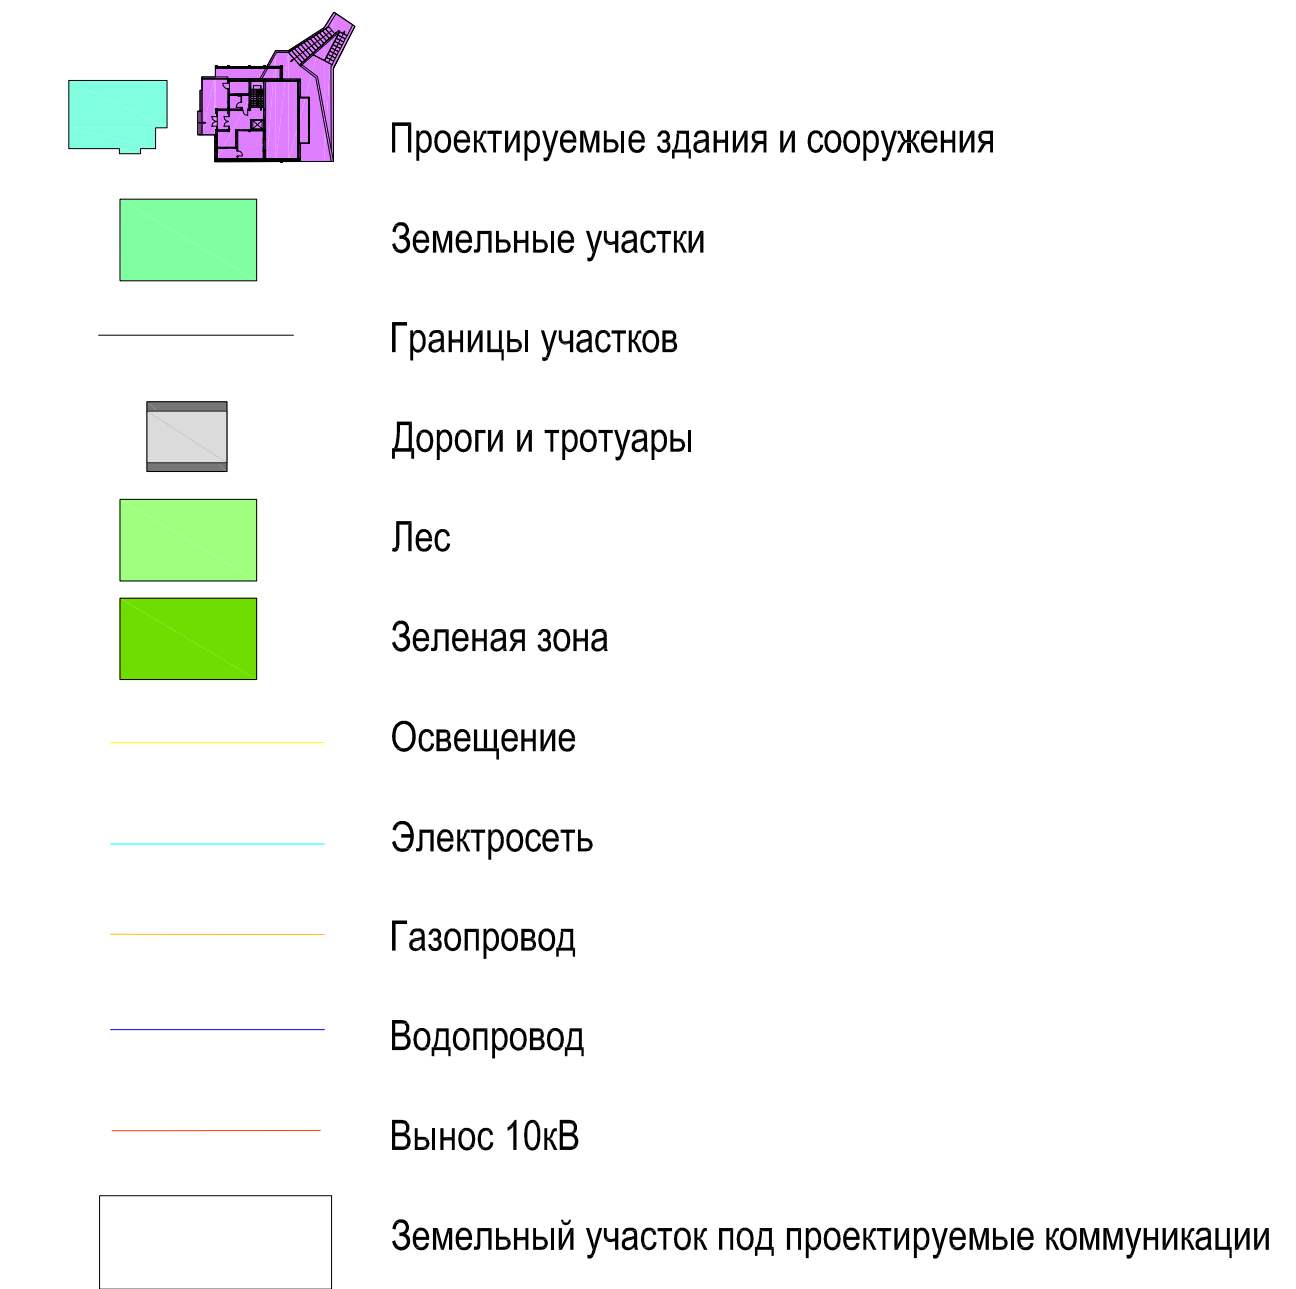 Проектируемые здания и сооружения
Земельные участки
Границы участков
Дороги и тротуары
Лес
Зеленая зона
Освещение
Электросеть
Газопровод
Водопровод
Вынос 10кВ
Земельный участок под проектируемые коммуникации